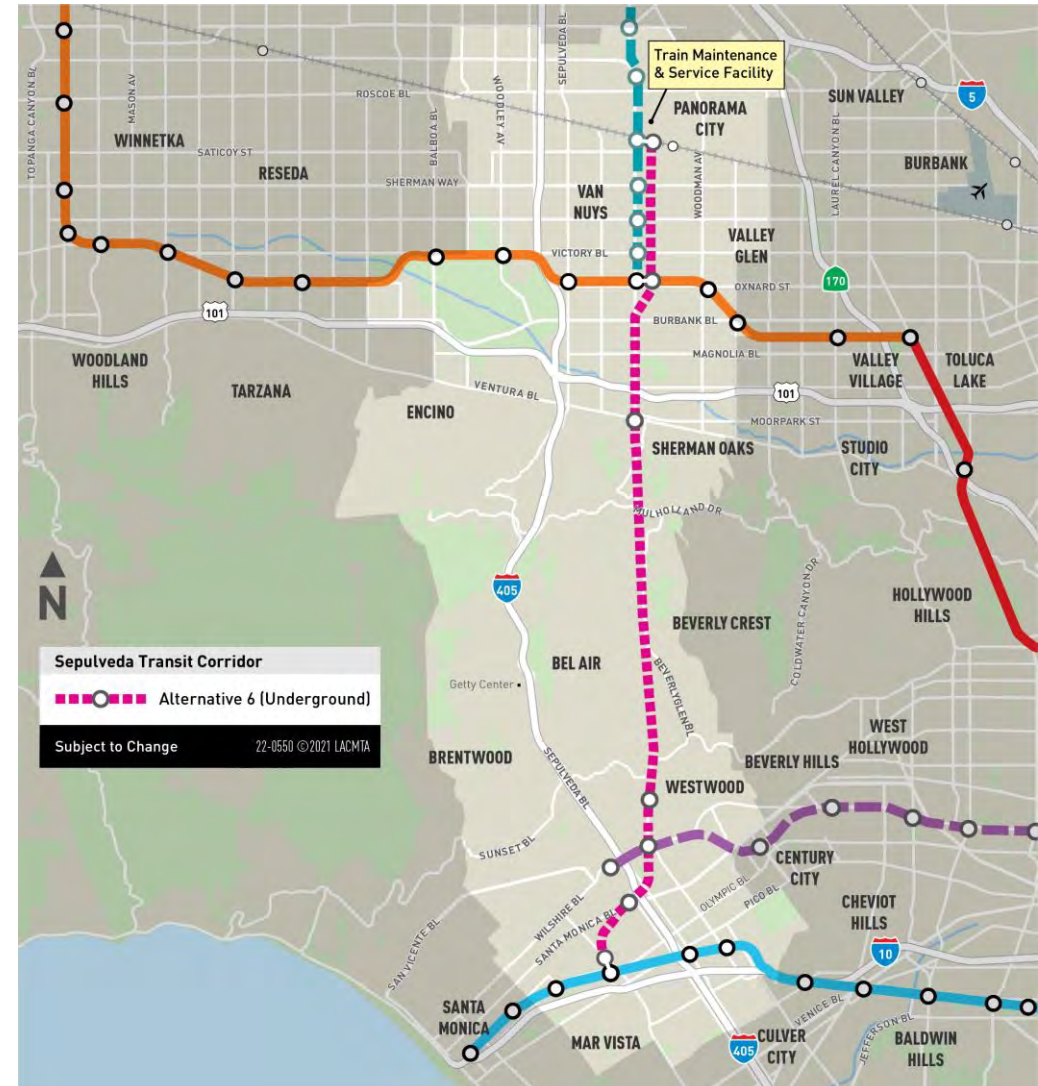 Train Maintenance
& Service Facility
TOPANGA CANYON BL
MASON AV
WINNETKA
SATICOY ST
RESEDA
ROSCOE BL
BALBOA BL
SHERMAN WAY
WOODLEY AV
SEPULVEDA BL
PANORAMA
CITY
SUN VALLEY
5
BURBANK
LAUREL CANYON BL
WOODMAN AV
VAN
NUYS
VICTORY BL
VALLEY
GLEN
OXNARD ST
170
101
BURBANK BL
MAGNOLIA BL
WOODLAND
HILLS
TARZANA
VENTURA BL
ENCINO
101
VALLEY
VILLAGE
TOLUCA
LAKE
MOORPARK ST
SHERMAN OAKS
STUDIO
CITY
MULHOLLAND DR
N
405
COLDWATER CANYON DR
HOLLYWOOD
HILLS
BEVERLY CREST
BEL AIR
BEVERLY GLEN BL
Getty Center
Sepulveda Transit Corridor
Alternative 6 (Underground)
Subject to Change
22-0550 ©2021 LACMTA
BRENTWOOD
SEPULVEDA BL
WEST
HOLLYWOOD
BEVERLY HILLS
WESTWOOD
SUNSET BL
CENTURY
CITY
WILSHIRE BL
SANTA MONICA BL
OLYMPIC BL
PICO BL
CHEVIOT
HILLS
10
SAN VICENTE BL
SANTA
MONICA
MAR VISTA
405
CULVER
CITY
VENICE BL
JEFFERSON BL
BALDWIN
HILLS